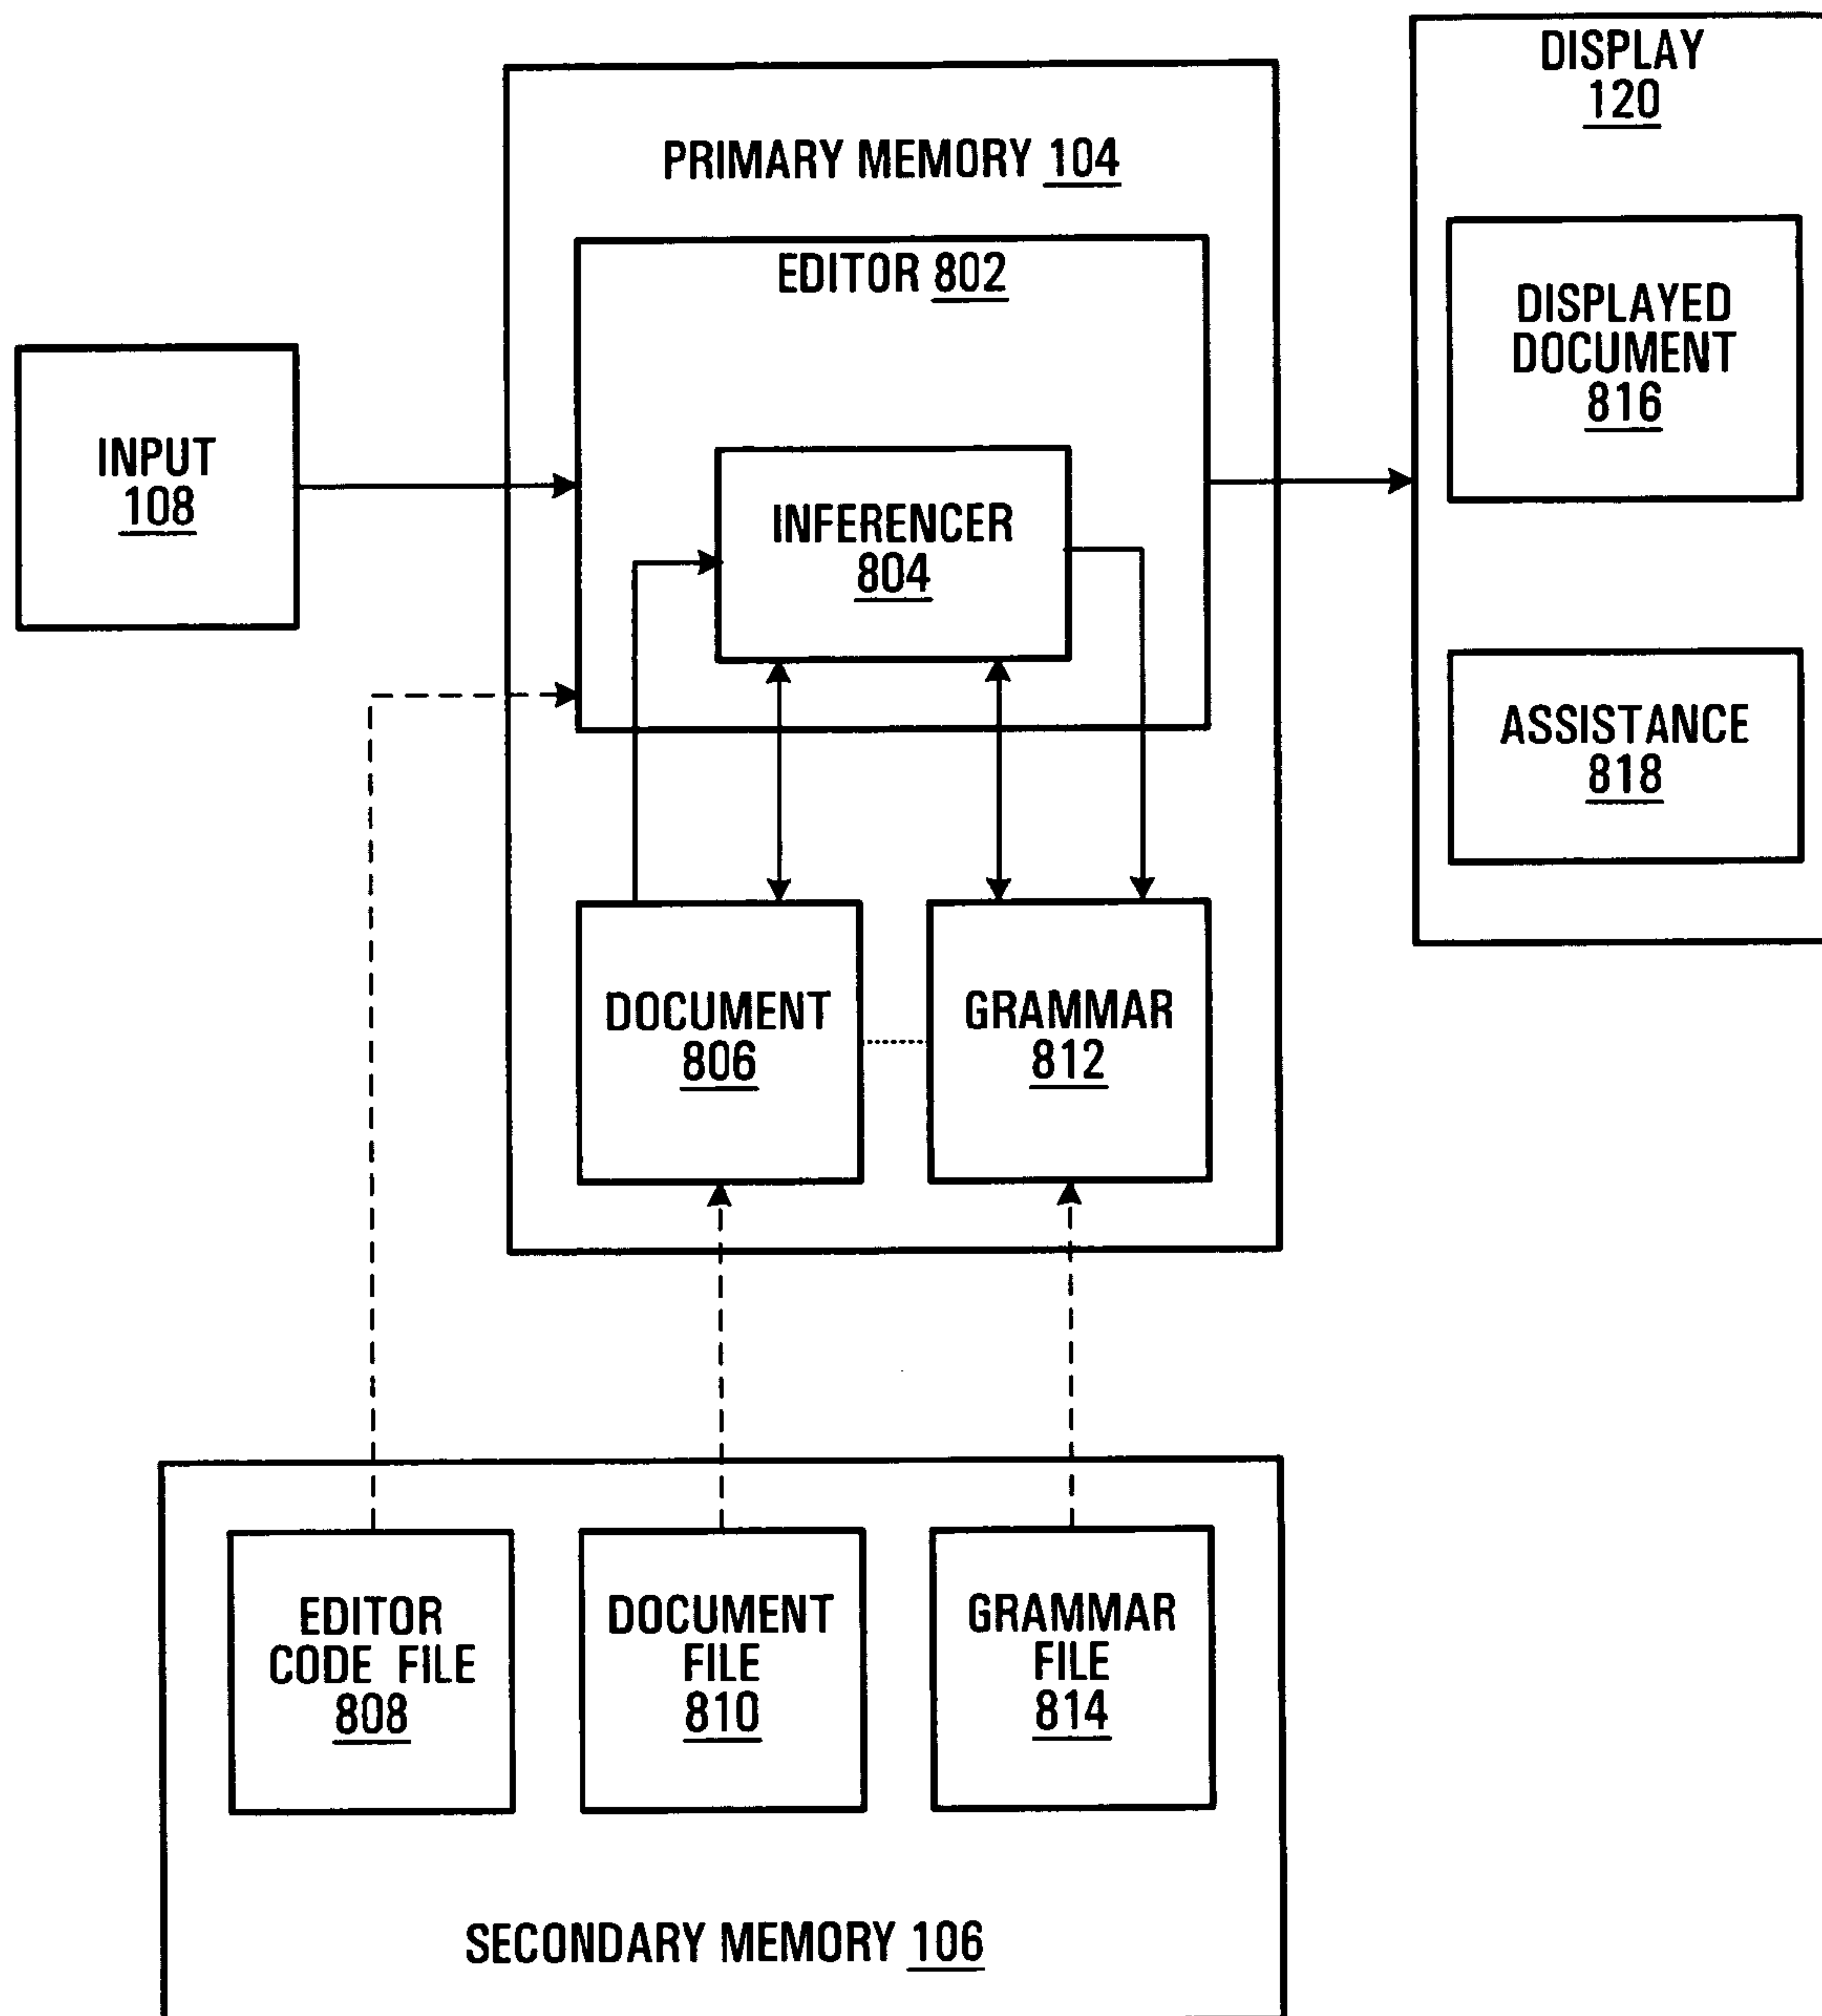 DISPLAY
120
PRIMARY MEMORY 104
EDITOR 802
DISPLAYED
DOCUMENT
816
INPUT
108
INFERENCER
804
ASSISTANCE
818
DOCUMENT
806
GRAMMAR
812
EDITOR
CODE FILE
808
DOCUMENT
FILE
810
GRAMMAR
FILE
814
SECONDARY MEMORY 106